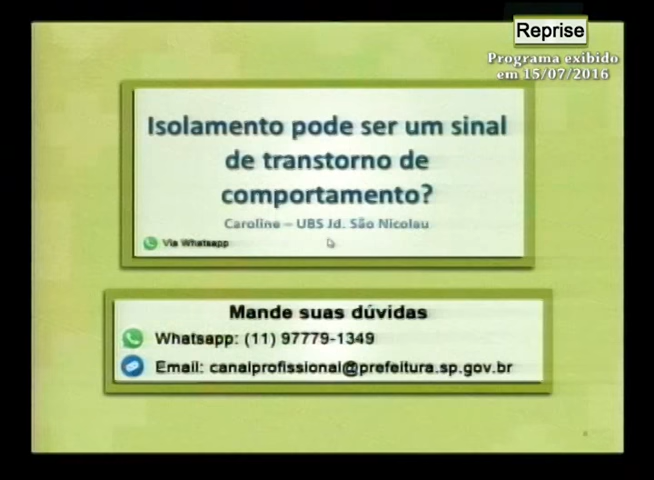 Reprise
Programa exibido
em 15/07/2016
Isolamento pode ser um sinal
de transtorno de
comportamento?
Caroline – UBS Jd. São Nicolau
Via Whatsapp
Mande suas dúvidas
Whatsapp: (11) 97779-1349
Email: canalprofissional@prefeitura.sp.gov.br